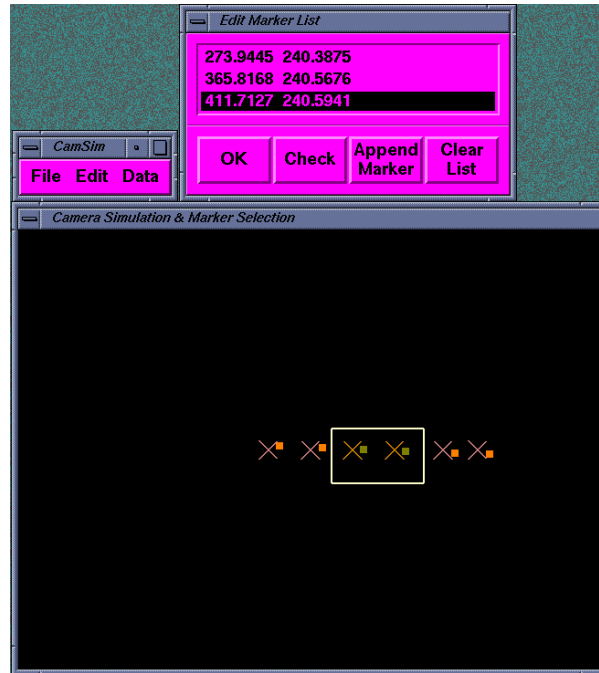 Edit Marker List
273.9445 240.3875
365.8168 240.5676
411.7127 240.5941
OK Check Append Marker Clear List
CamSim
File Edit Data
Camera Simulation & Marker Selection